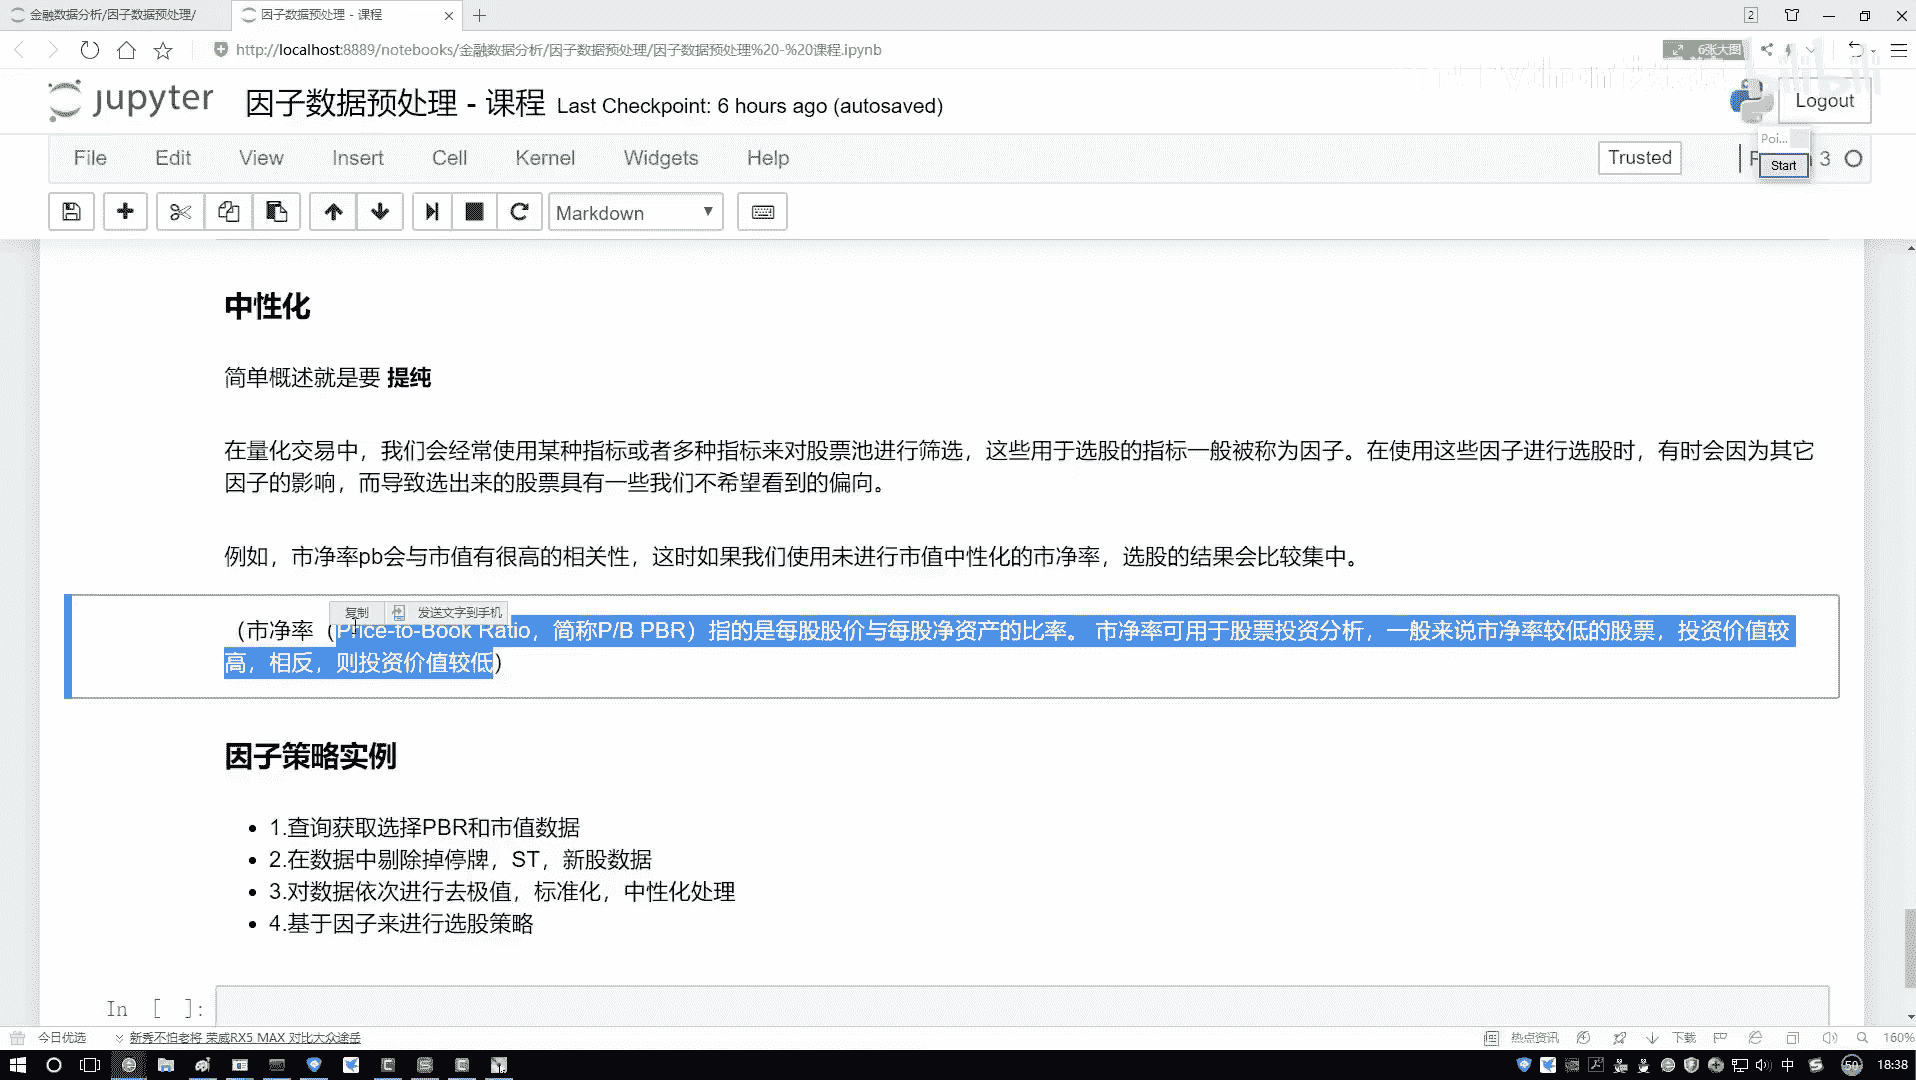 金融数据分析/因子数据预处理/
因子数据预处理 - 课程
2
http://localhost:8889/notebooks/金融数据分析/因子数据预处理/因子数据预处理%20-%20课程.ipynb
6张大图
bilibili
jupyter
因子数据预处理 - 课程 Last Checkpoint: 6 hours ago (autosaved)
Logout
File Edit View Insert Cell Kernel Widgets Help
Trusted
Poi...
Start
3
Markdown
中性化
简单概述就是要 提纯
在量化交易中，我们会经常使用某种指标或者多种指标来对股票池进行筛选，这些用于选股的指标一般被称为因子。在使用这些因子进行选股时，有时会因为其它
因子的影响，而导致选出来的股票具有一些我们不希望看到的偏向。
例如，市净率pb会与市值有很高的相关性，这时如果我们使用未进行市值中性化的市净率，选股的结果会比较集中。
复制 发送文字到手机
（市净率（Price-to-Book Ratio，简称P/B PBR）指的是每股股价与每股净资产的比率。 市净率可用于股票投资分析，一般来说市净率较低的股票，投资价值较
高，相反，则投资价值较低）
因子策略实例
1.查询获取选择PBR和市值数据
2.在数据中剔除掉停牌，ST，新股数据
3.对数据依次进行去极值，标准化，中性化处理
4.基于因子来进行选股策略
In [ ]:
今日优选
新秀不怕老将 荣威RX5 MAX 对比大众途岳
热点资讯
下载
160%
中
50
18:38